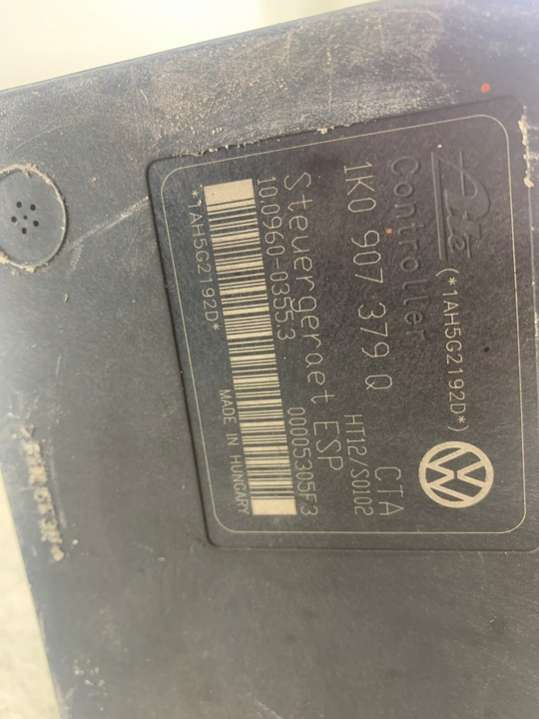 Ate (*1AH5G2192D*)
Controller CTA
1K0 907 379 Q HT12/S0102
Steuergeraet ESP
10.0960-0355.3 00005305F3
*1AH5G2192D* MADE IN HUNGARY